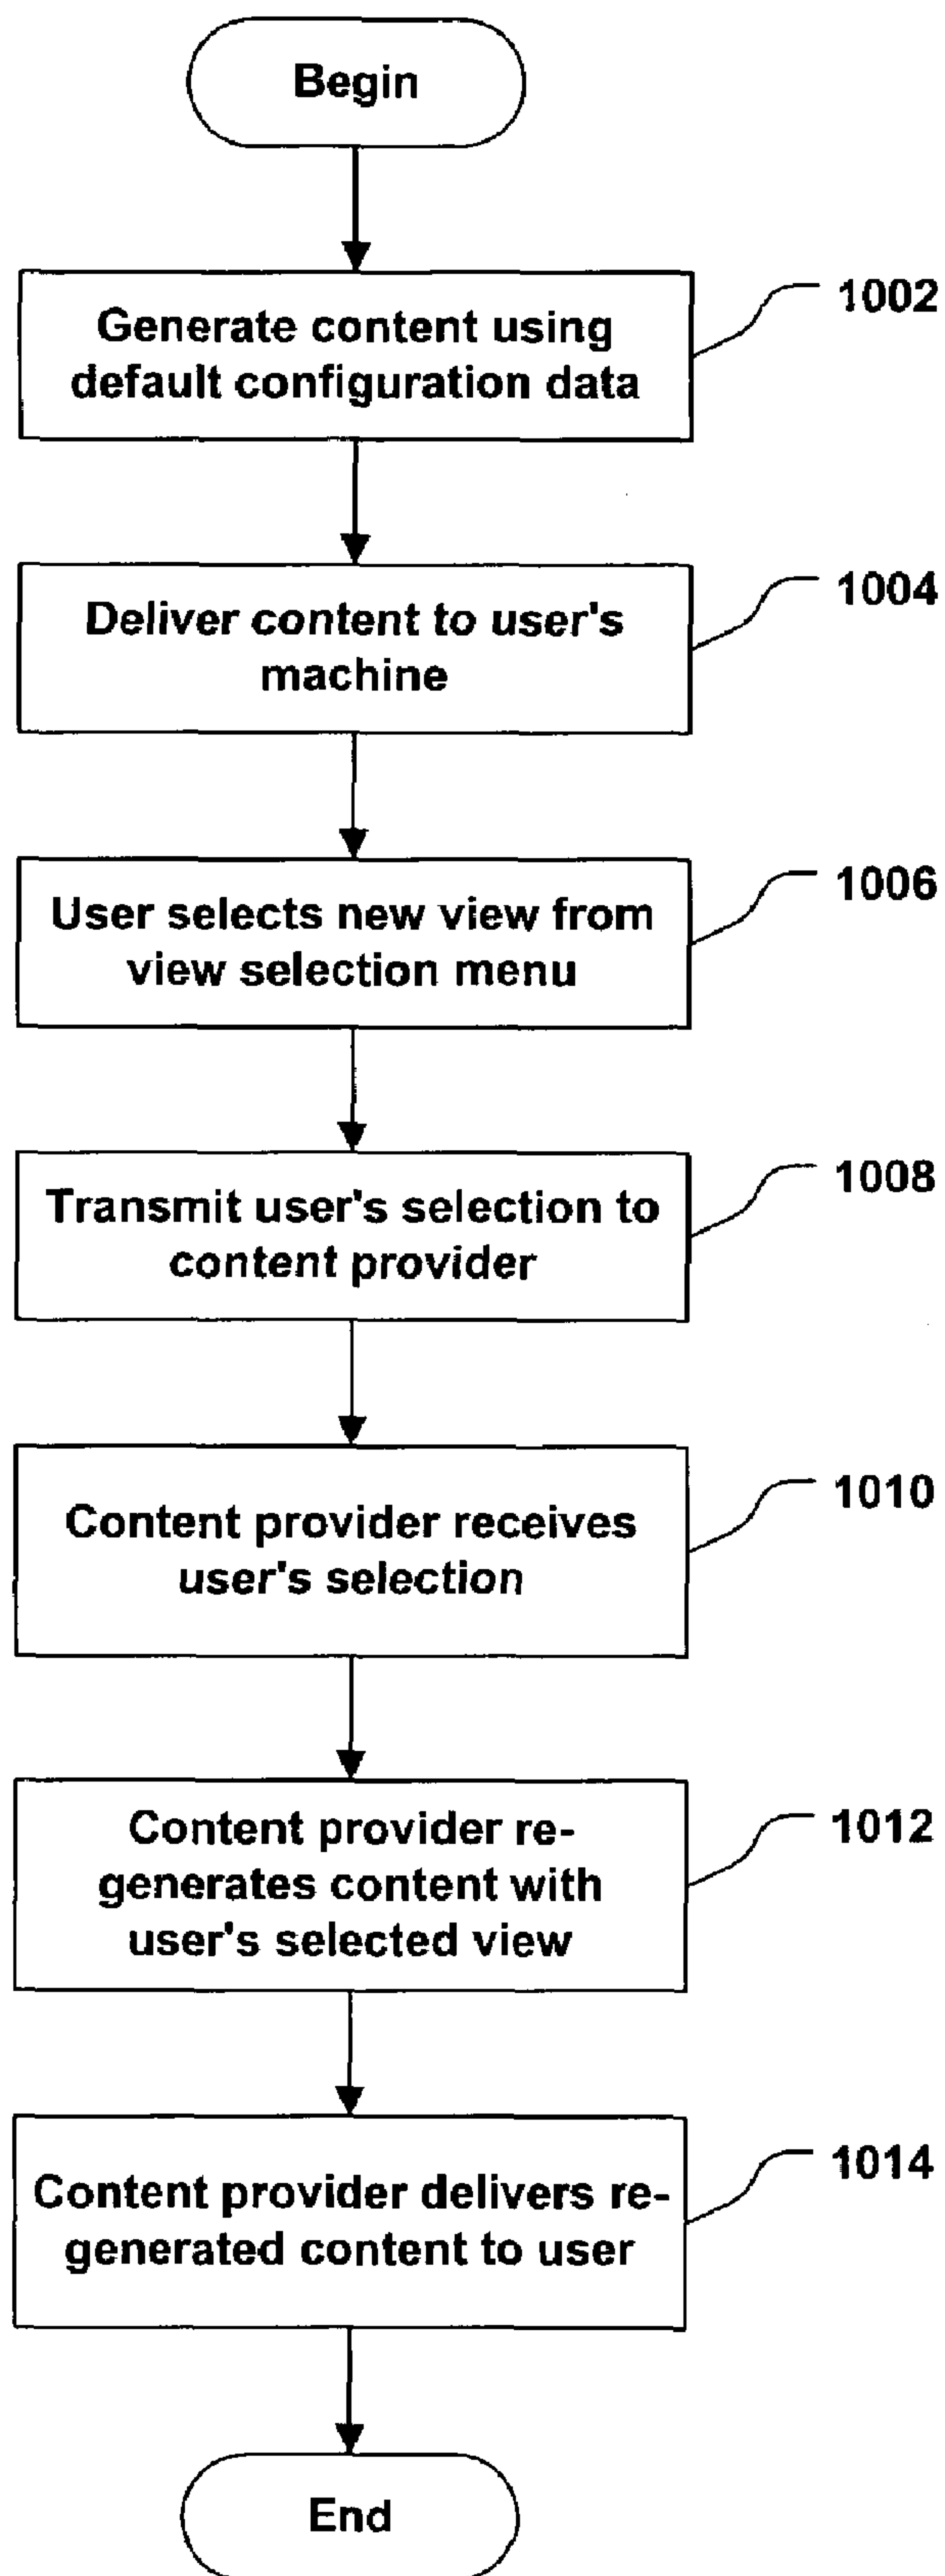 Begin
Generate content using
default configuration data
1002
Deliver content to user's
machine
1004
User selects new view from
view selection menu
1006
Transmit user's selection to
content provider
1008
Content provider receives
user's selection
1010
Content provider re-
generates content with
user's selected view
1012
Content provider delivers re-
generated content to user
1014
End